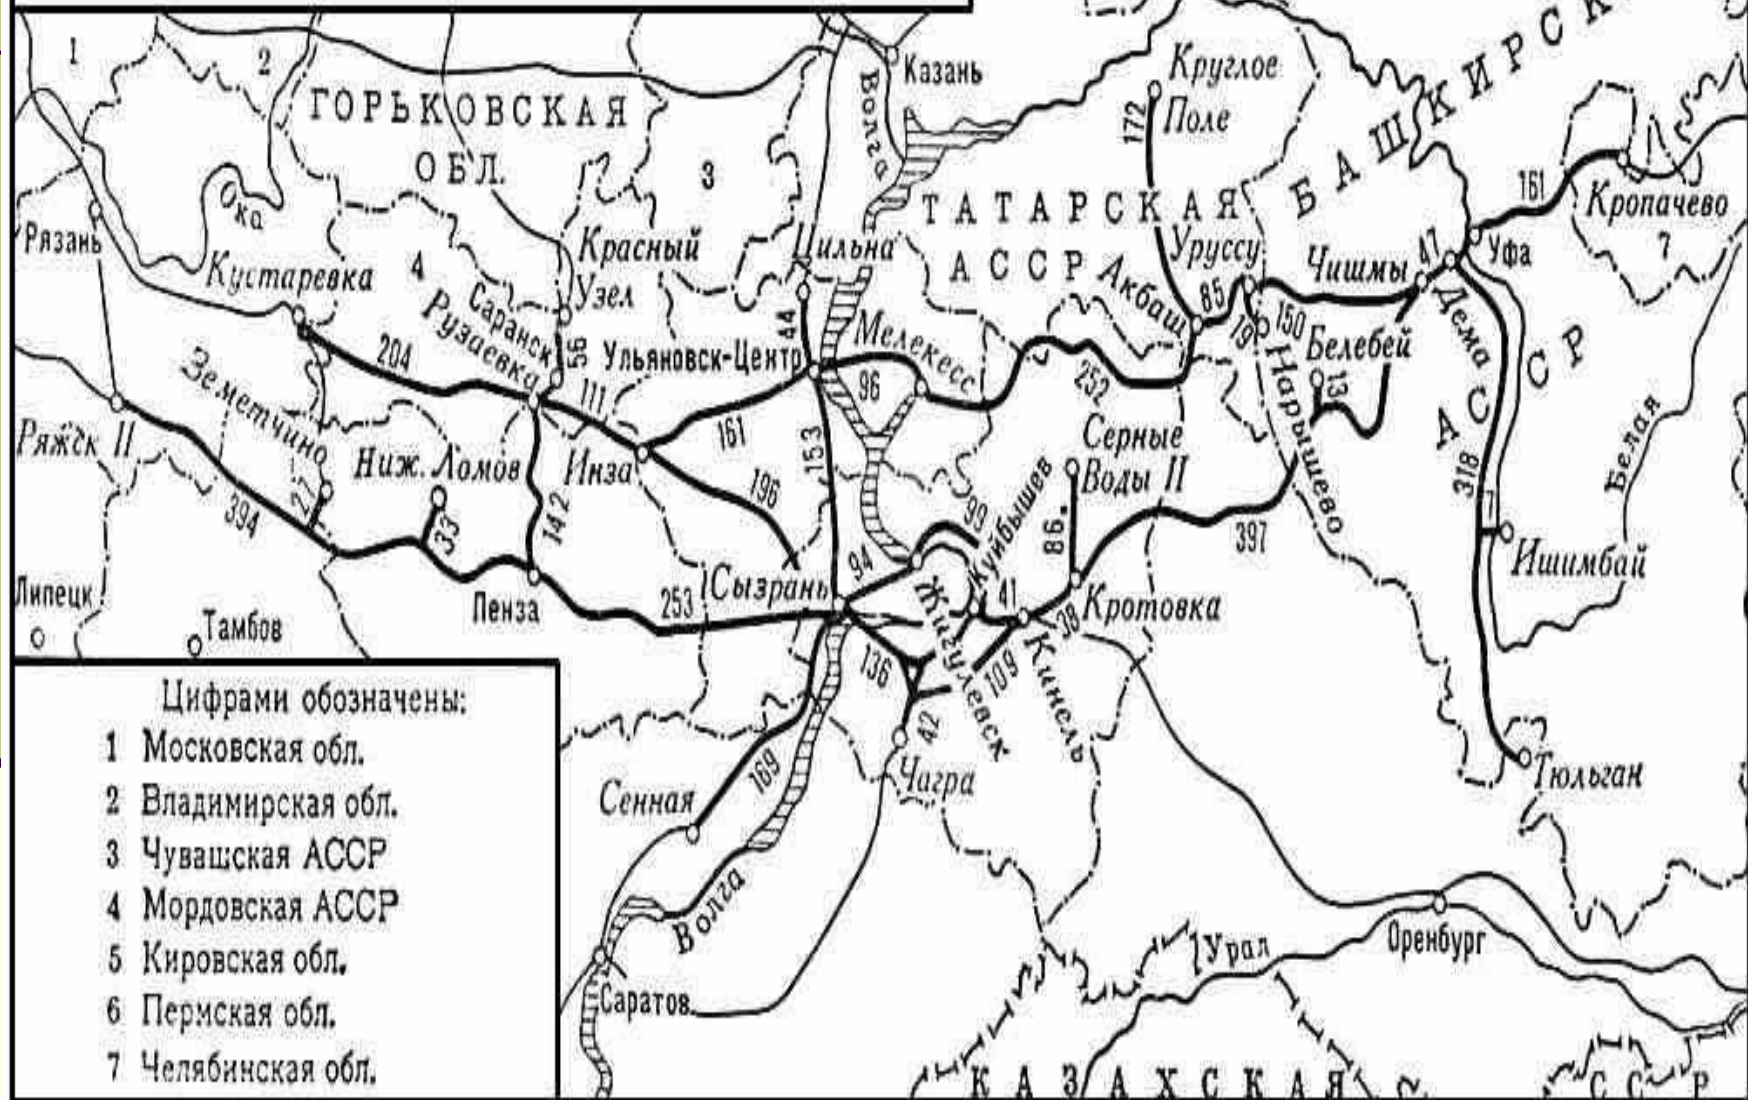 1
2
Казань
Волга
Круглое
Поле
172
БАШКИРСК
ГОРЬКОВСКАЯ
ОБЛ.
3
161
Кропачево
7
Ока
ТАТАРСКАЯ
АССР
Рязань
Кустаревка
4
Красный
Узел
Цильна
Уруссу
Чишмы
47
Уфа
Дема
Саранск
Рузаевка
56
44
Акбаш
85
19
150
Белебей
13
Нарышево
АССР
204
111
Ульяновск-Центр
Мелекесс
96
252
Земетчино
Ряжск II
161
153
Серные
Воды II
Белая
318
Ниж. Ломов
Инза
196
394
27
33
142
99
Куйбышев
86
397
7
Ишимбай
Липецк
Тамбов
Пенза
253
Сызрань
94
Жигулевск
41
38
Кротовка
136
109
Кинель
42
Чагра
Тюльган
Сенная
169
Волга
Саратов
Урал
Оренбург
КАЗАХСКАЯ ССР
Цифрами обозначены:
1 Московская обл.
2 Владимирская обл.
3 Чувашская АССР
4 Мордовская АССР
5 Кировская обл.
6 Пермская обл.
7 Челябинская обл.